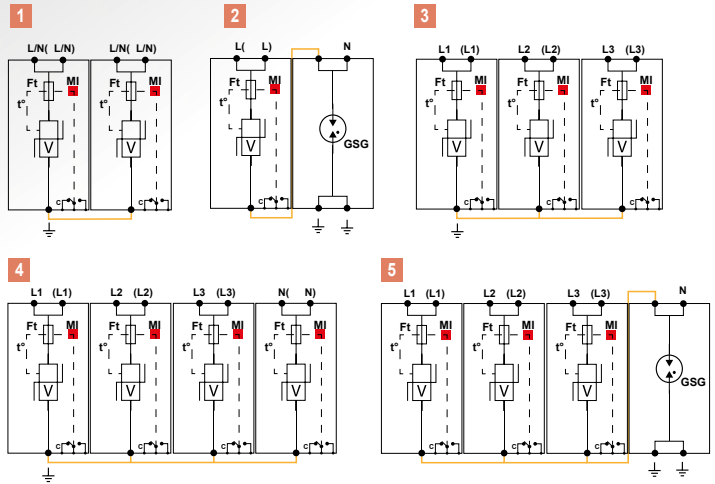 1
L/N( L/N) L/N( L/N)
Ft MI Ft MI
t° t°
V V
C C
2
L( L) N
Ft MI
t°
V GSG
C
3
L1 (L1) L2 (L2) L3 (L3)
Ft MI Ft MI Ft MI
t° t° t°
V V V
C C C
4
L1 (L1) L2 (L2) L3 (L3) N( N)
Ft MI Ft MI Ft MI Ft MI
t° t° t° t°
V V V V
C C C C
5
L1 (L1) L2 (L2) L3 (L3) N
Ft MI Ft MI Ft MI
t° t° t°
V V V GSG
C C C